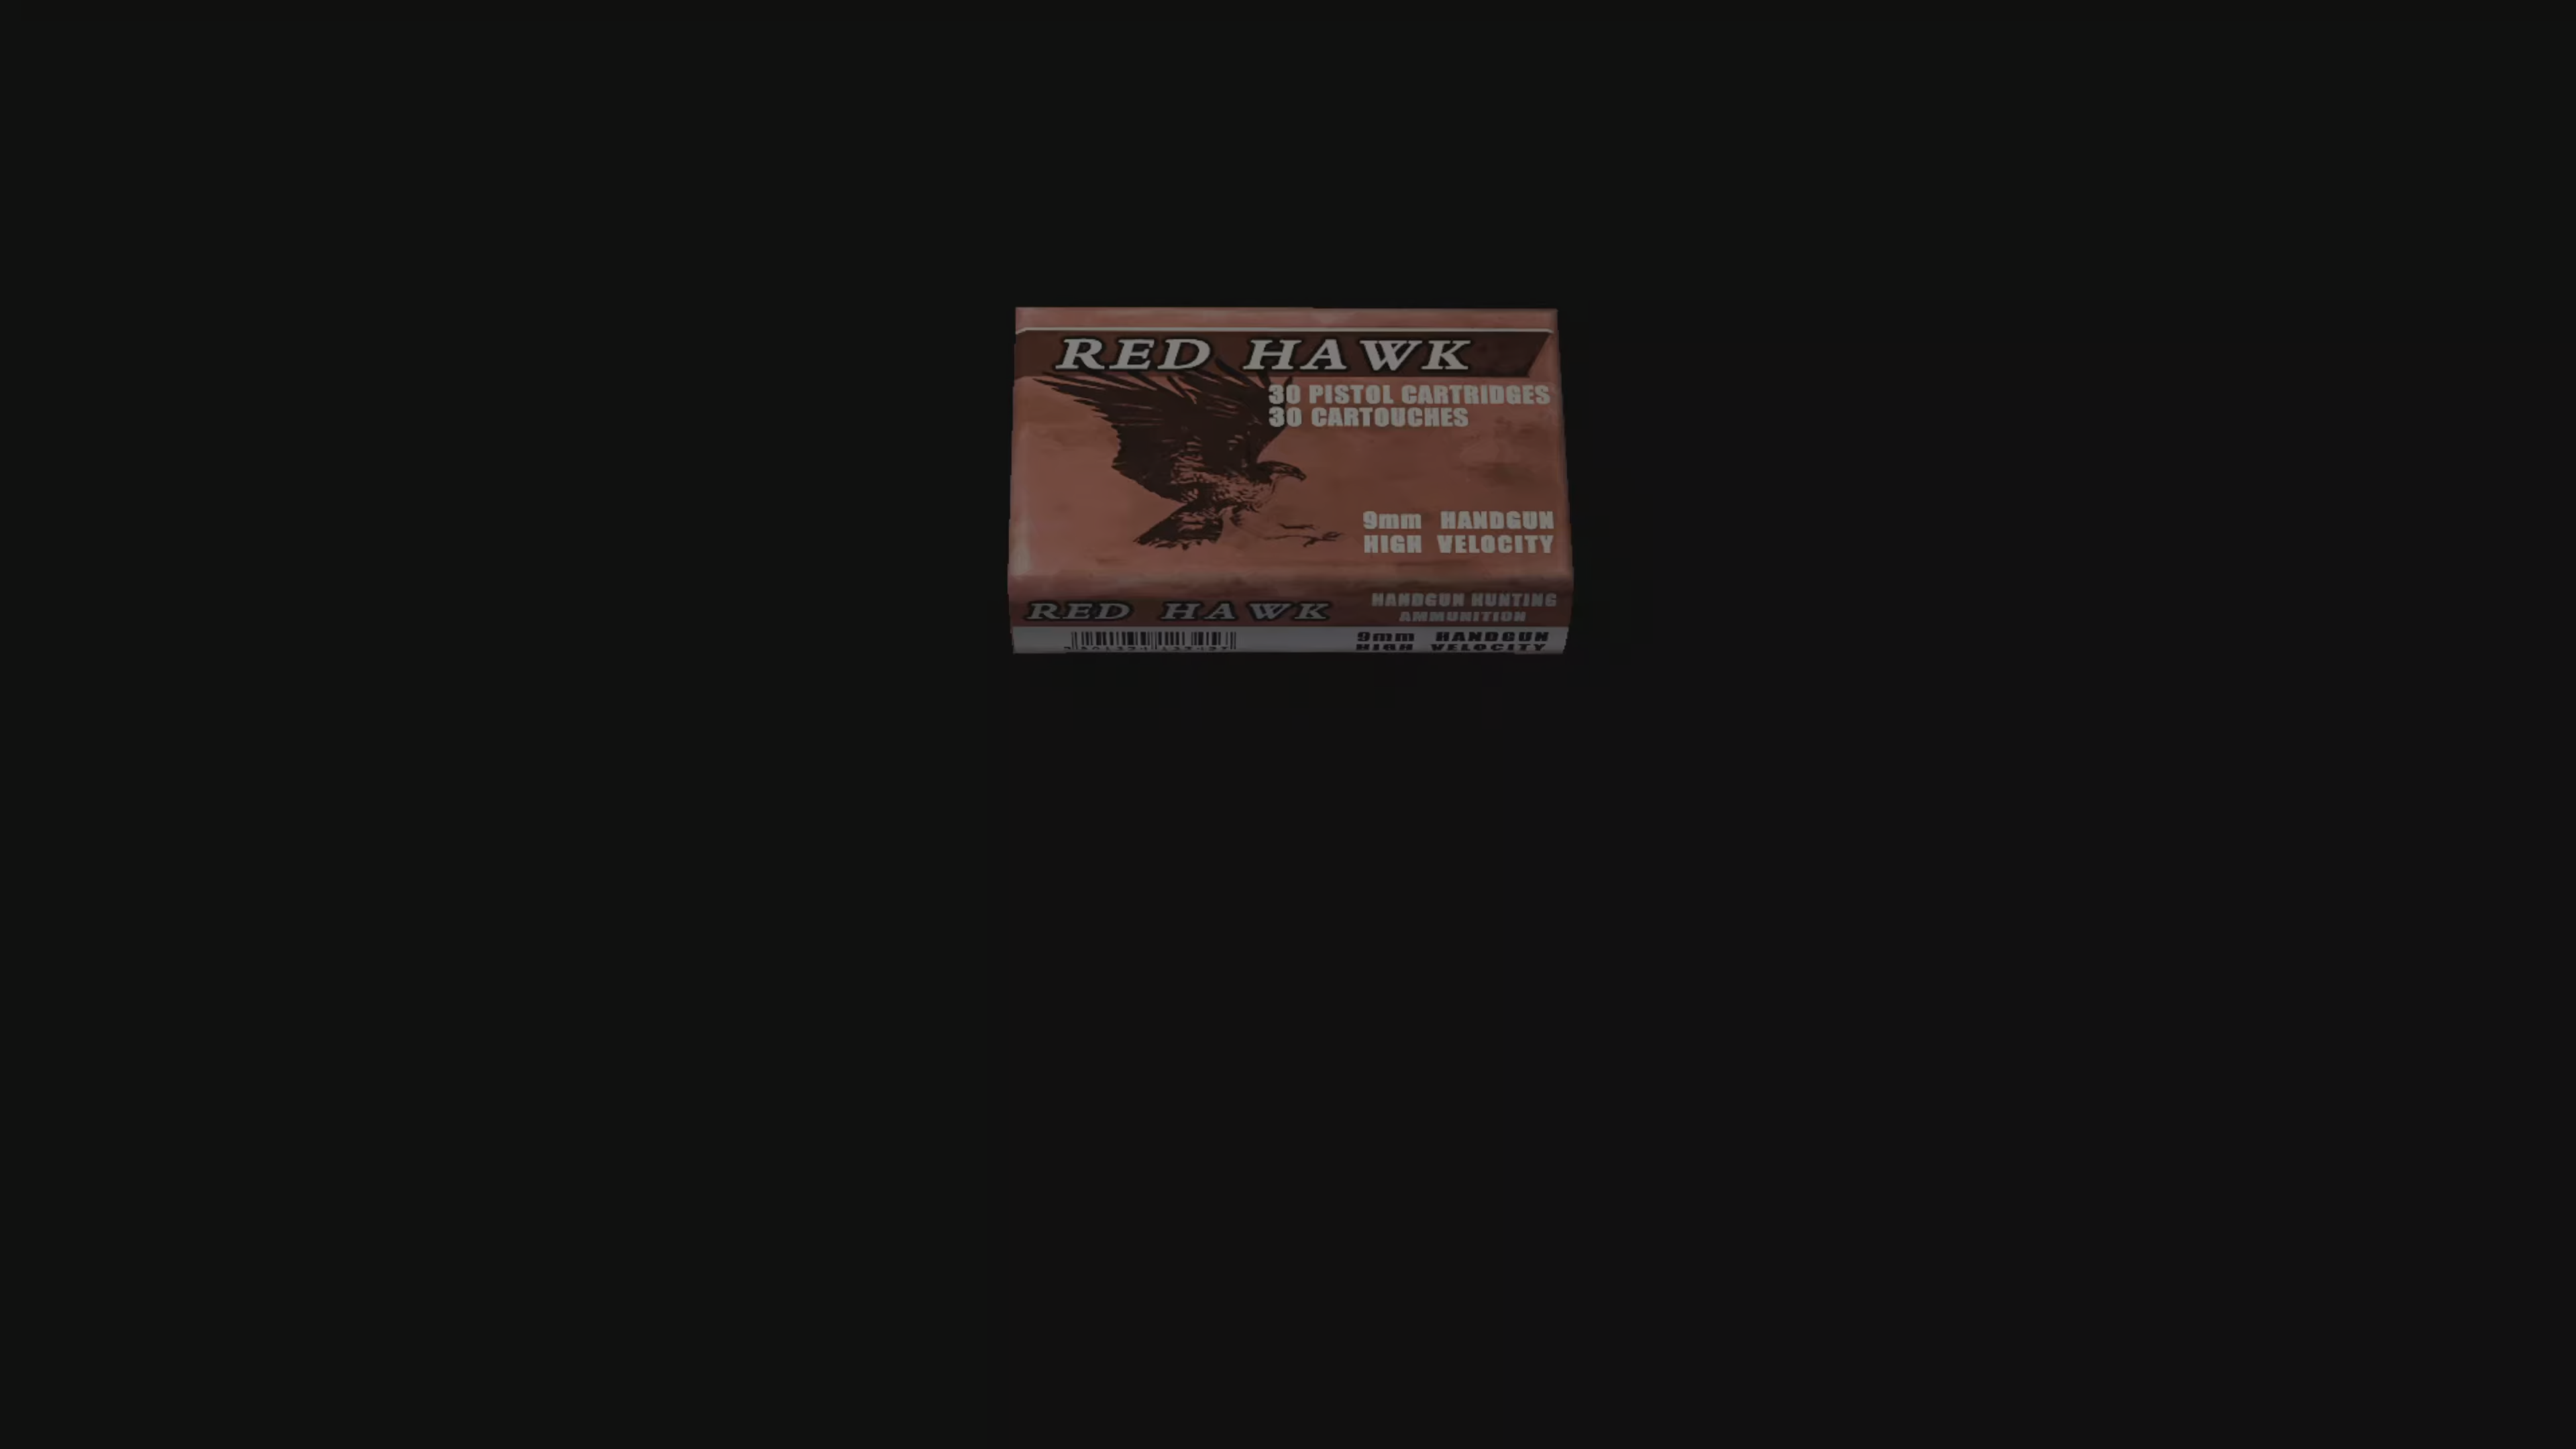 RED HAWK
30 PISTOL CARTRIDGES
30 CARTOUCHES
9mm HANDGUN
HIGH VELOCITY
RED HAWK
HANDGUN HUNTING
AMMUNITION
9mm HANDGUN
HIGH VELOCITY